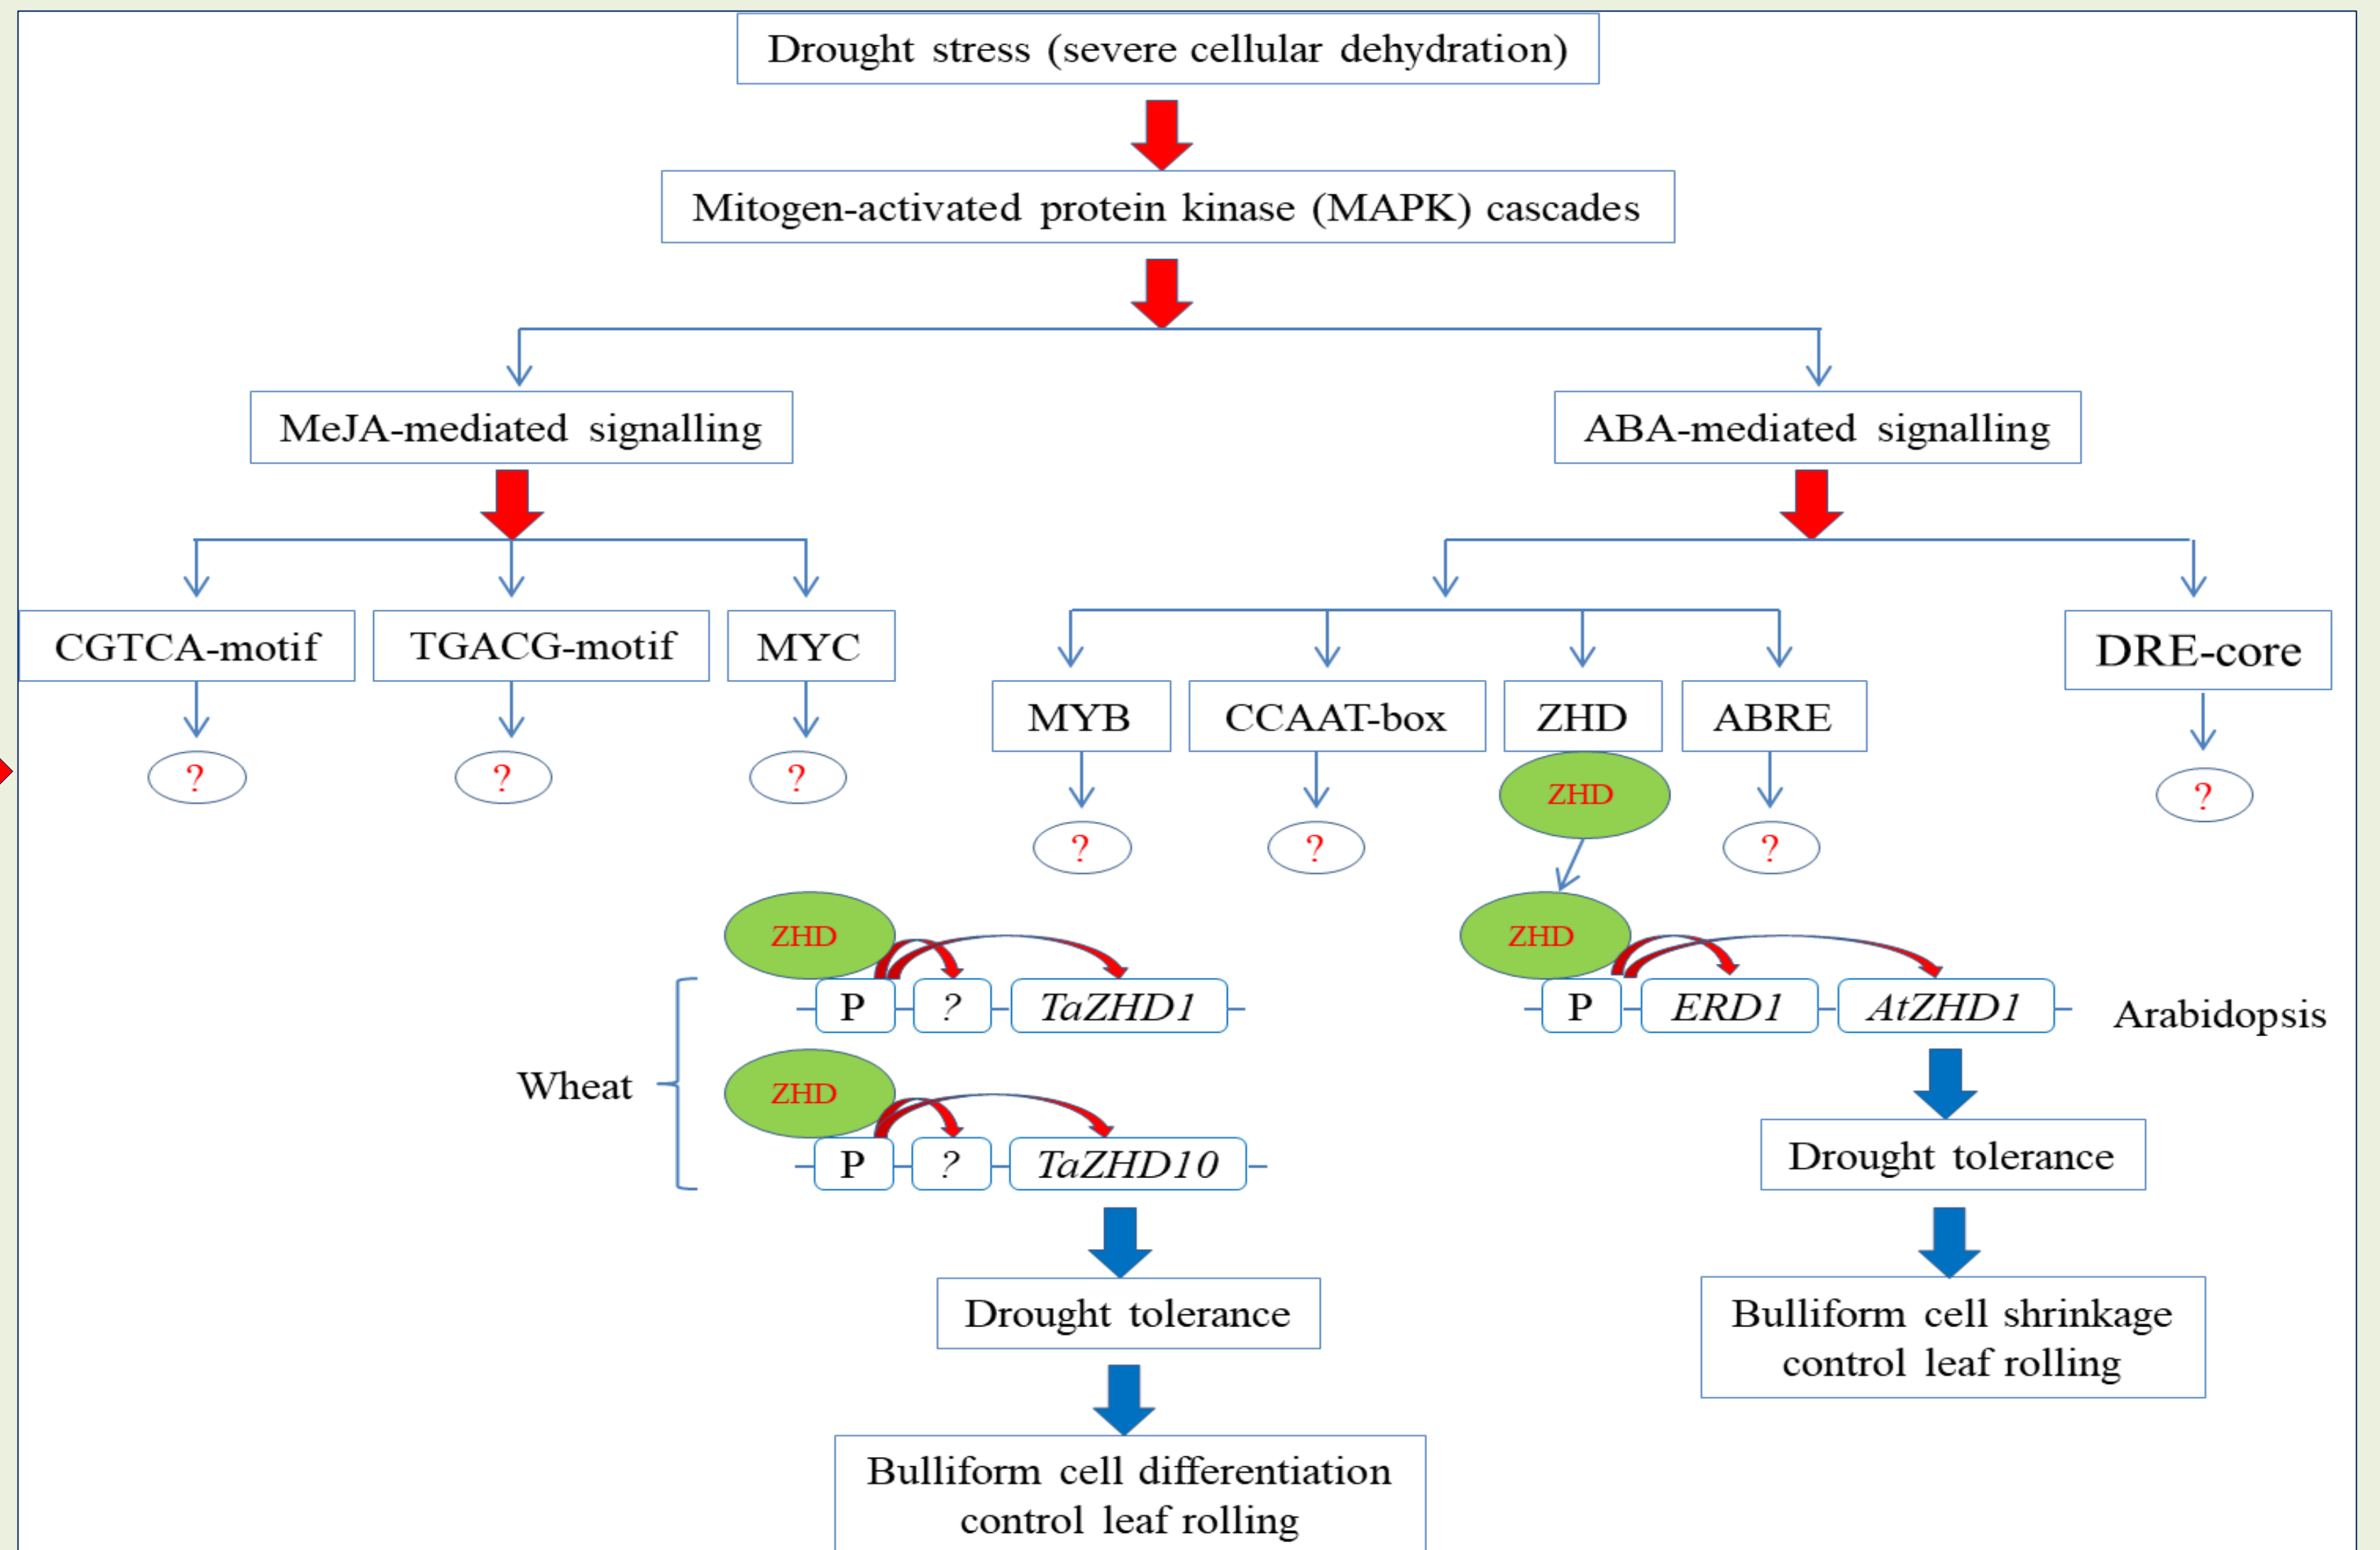 Drought stress (severe cellular dehydration)
Mitogen-activated protein kinase (MAPK) cascades
MeJA-mediated signalling
ABA-mediated signalling
CGTCA-motif
TGACG-motif
MYC
DRE-core
MYB
CCAAT-box
ZHD
ABRE
?
?
?
ZHD
?
?
?
?
ZHD
ZHD
P
?
TaZHD1
P
ERD1
AtZHD1
Arabidopsis
Wheat
ZHD
P
?
TaZHD10
Drought tolerance
Drought tolerance
Bulliform cell shrinkage
control leaf rolling
Bulliform cell differentiation
control leaf rolling